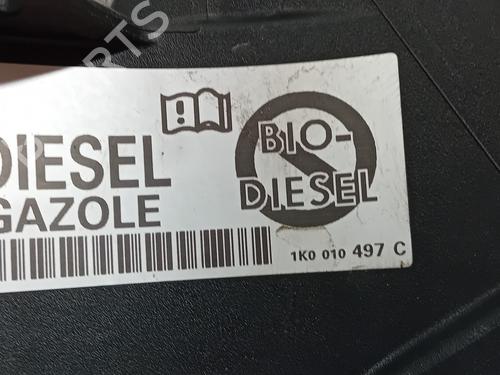 BIO-
DIESEL
DIESEL
GAZOLE
1K0 010 497 C